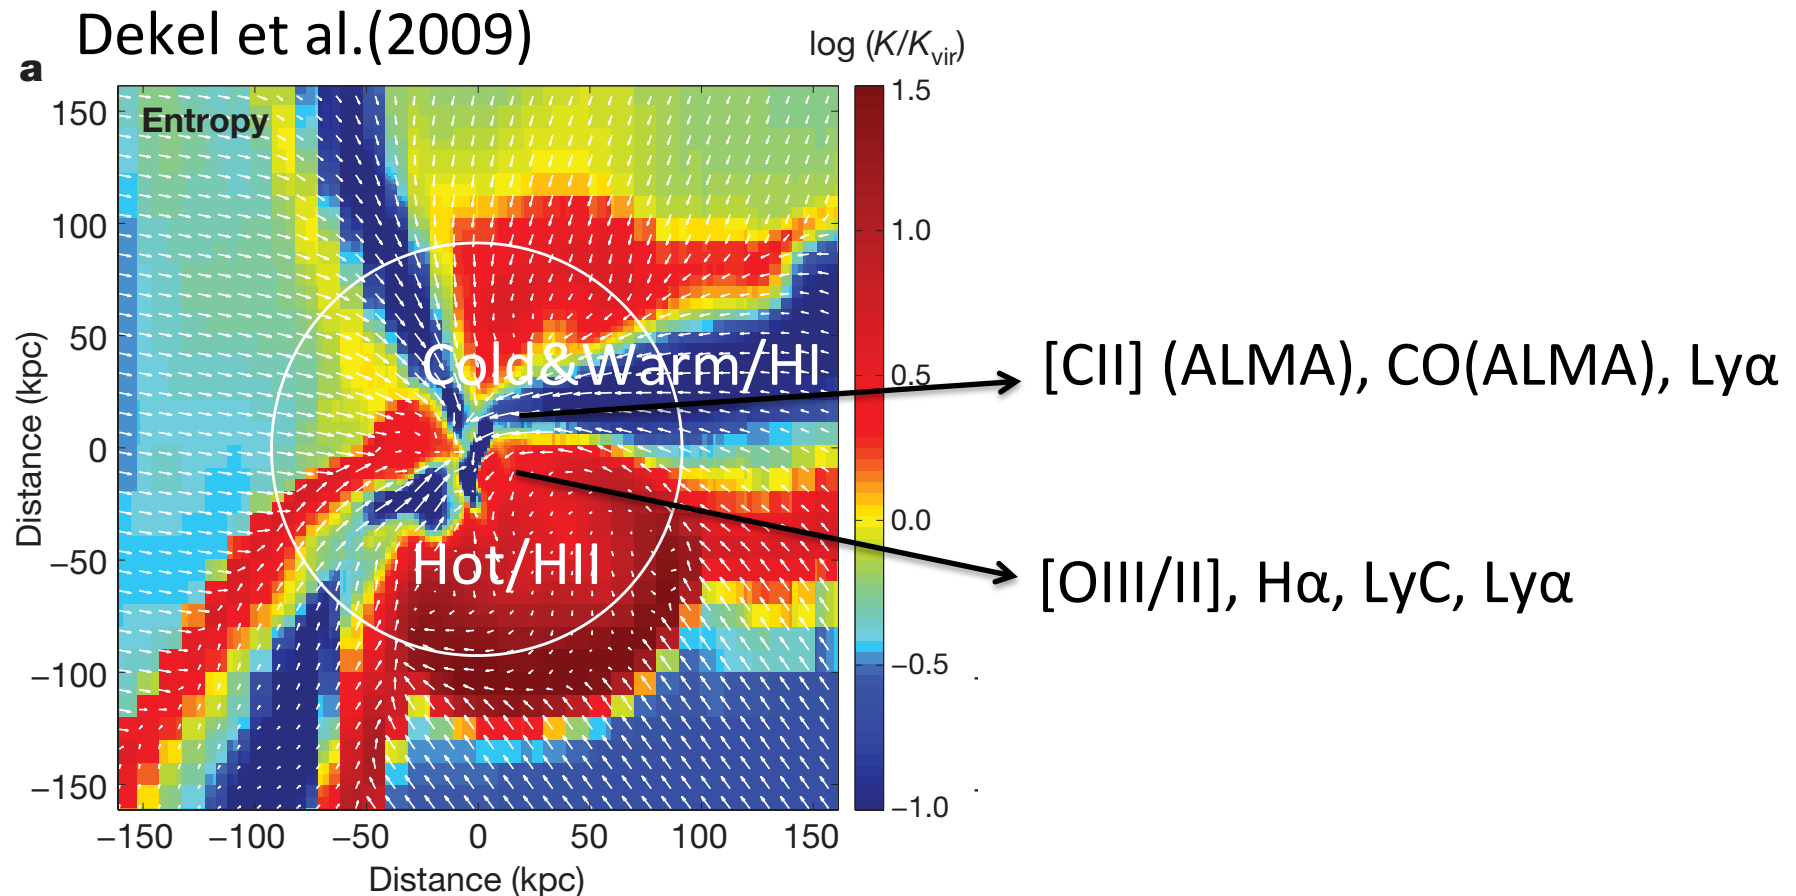 Dekel et al.(2009)
a
log (K/Kvir)
Entropy
150
100
50
0
−50
−100
−150
Distance (kpc)
−150 −100 −50 0 50 100 150
Distance (kpc)
1.5
1.0
0.5
0.0
−0.5
−1.0
Cold&Warm/HI
Hot/HII
[CII] (ALMA), CO(ALMA), Lyα
[OIII/II], Hα, LyC, Lyα